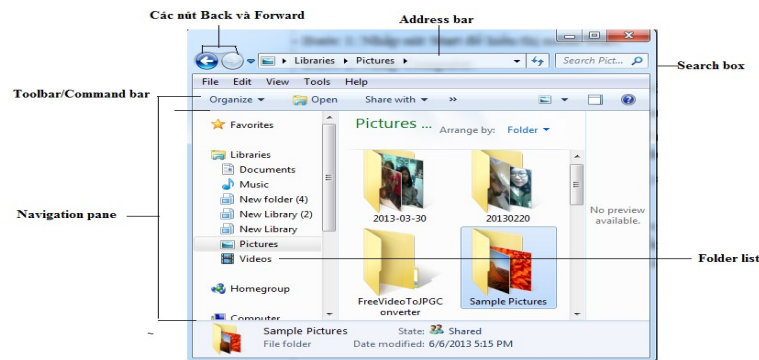 Các nút Back và Forward
Address bar
Libraries
Pictures
Search Pict...
Search box
File Edit View Tools Help
Toolbar/Command bar
Organize
Open
Share with
»
Favorites
Pictures ...
Arrange by: Folder
Libraries
Documents
Music
New folder (4)
New Library (2)
New Library
Pictures
Videos
Homegroup
Computer
Navigation pane
2013-03-30
20130220
No preview
available.
Folder list
FreeVideoToJPGC
onverter
Sample Pictures
Sample Pictures
State: Shared
File folder
Date modified: 6/6/2013 5:15 PM